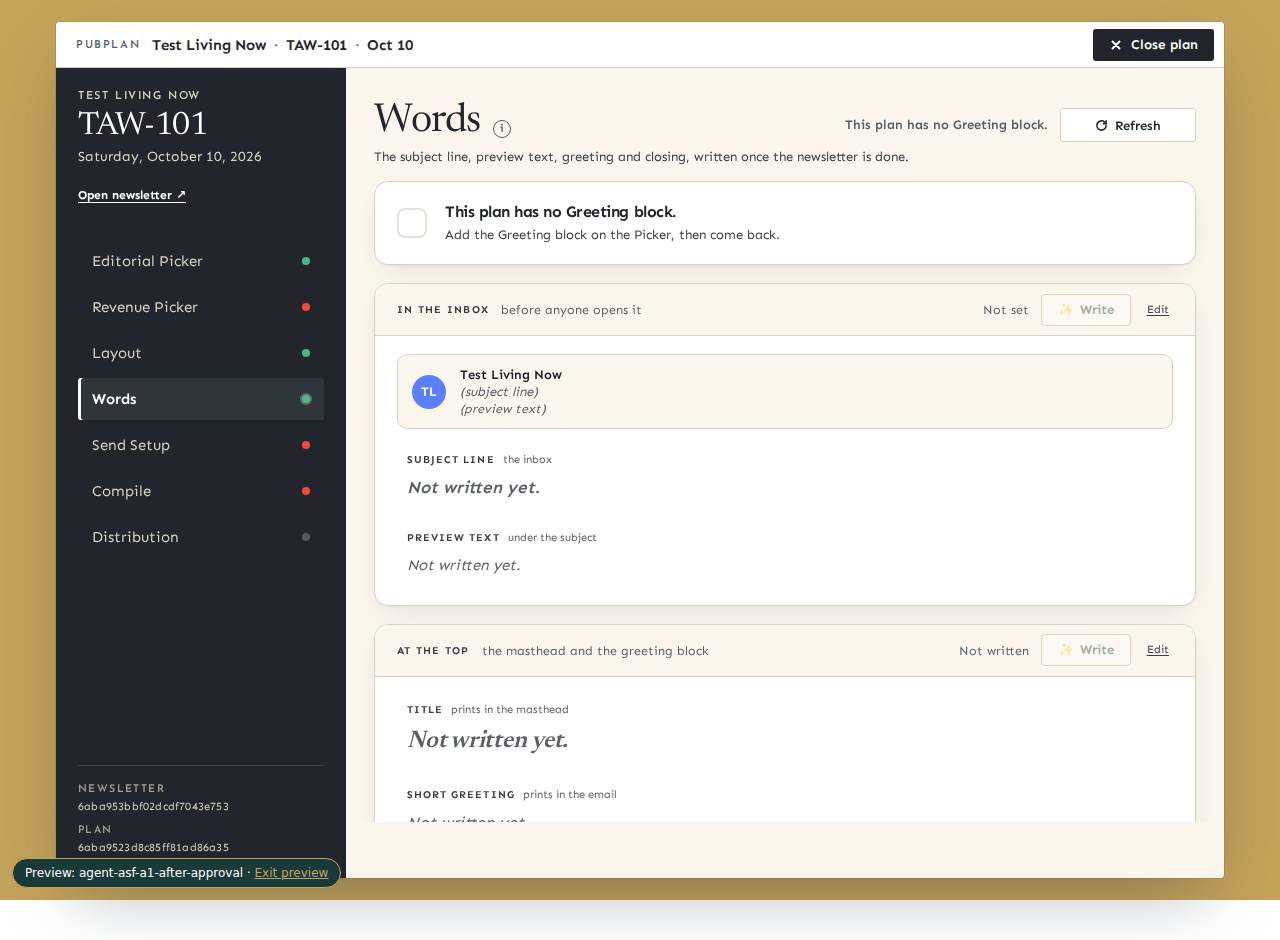 PUBPLAN Test Living Now · TAW-101 · Oct 10
✕ Close plan
TEST LIVING NOW
TAW-101
Saturday, October 10, 2026
Open newsletter ↗
Editorial Picker
Revenue Picker
Layout
Words
Send Setup
Compile
Distribution
NEWSLETTER
6aba953bbf02dcdf7043e753
PLAN
6aba9523d8c85ff81ad86a35
Preview: agent-asf-a1-after-approval · Exit preview
Words i
This plan has no Greeting block.
Refresh
The subject line, preview text, greeting and closing, written once the newsletter is done.
This plan has no Greeting block.
Add the Greeting block on the Picker, then come back.
IN THE INBOX before anyone opens it
Not set
✨ Write
Edit
TL
Test Living Now
(subject line)
(preview text)
SUBJECT LINE the inbox
Not written yet.
PREVIEW TEXT under the subject
Not written yet.
AT THE TOP the masthead and the greeting block
Not written
✨ Write
Edit
TITLE prints in the masthead
Not written yet.
SHORT GREETING prints in the email
Not written yet.